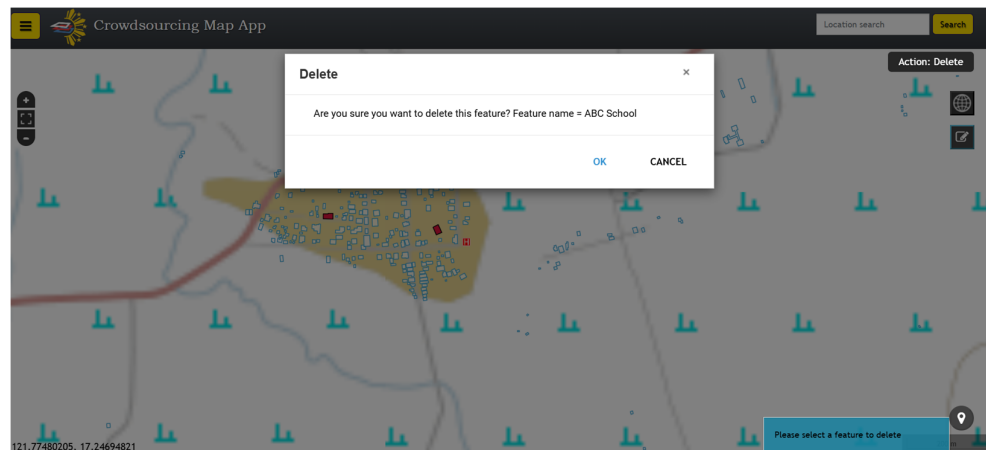 Crowdsourcing Map App
Location search
Search
Action: Delete
Delete
×
Are you sure you want to delete this feature? Feature name = ABC School
OK
CANCEL
+
-
H
Please select a feature to delete
121.77480205, 17.24694821